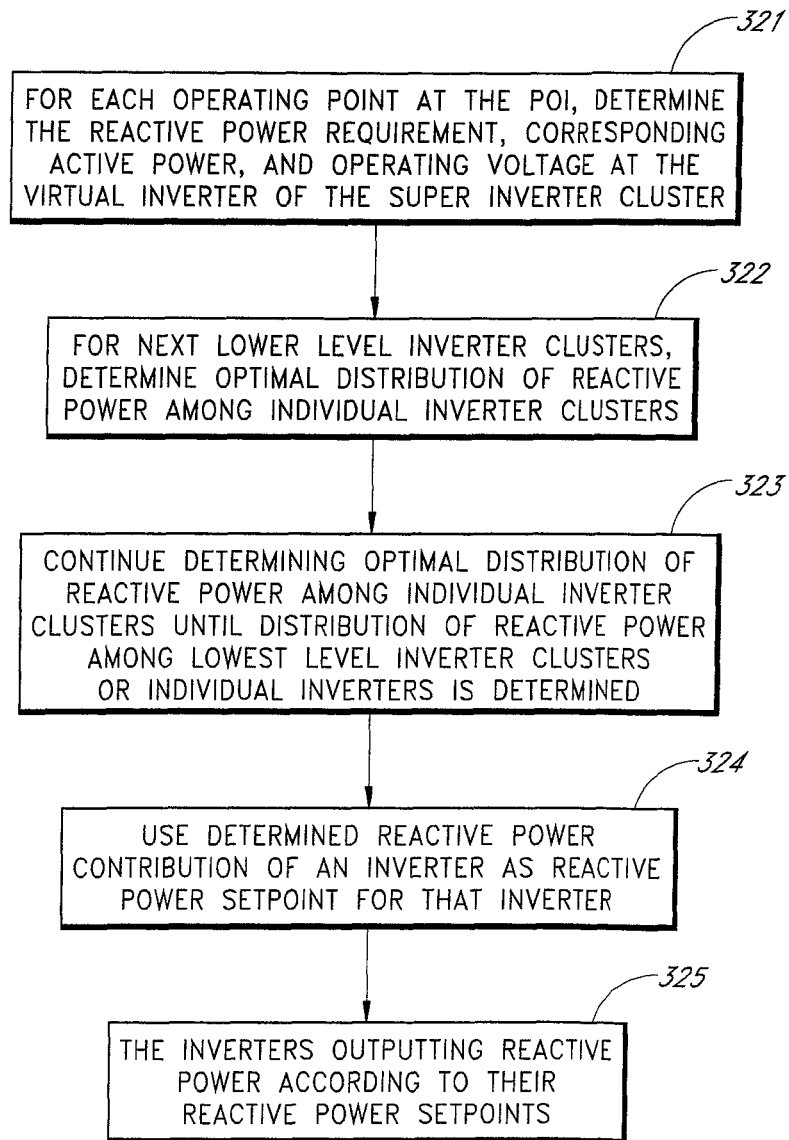 321
FOR EACH OPERATING POINT AT THE POI, DETERMINE
THE REACTIVE POWER REQUIREMENT, CORRESPONDING
ACTIVE POWER, AND OPERATING VOLTAGE AT THE
VIRTUAL INVERTER OF THE SUPER INVERTER CLUSTER
322
FOR NEXT LOWER LEVEL INVERTER CLUSTERS,
DETERMINE OPTIMAL DISTRIBUTION OF REACTIVE
POWER AMONG INDIVIDUAL INVERTER CLUSTERS
323
CONTINUE DETERMINING OPTIMAL DISTRIBUTION OF
REACTIVE POWER AMONG INDIVIDUAL INVERTER
CLUSTERS UNTIL DISTRIBUTION OF REACTIVE POWER
AMONG LOWEST LEVEL INVERTER CLUSTERS
OR INDIVIDUAL INVERTERS IS DETERMINED
324
USE DETERMINED REACTIVE POWER
CONTRIBUTION OF AN INVERTER AS REACTIVE
POWER SETPOINT FOR THAT INVERTER
325
THE INVERTERS OUTPUTTING REACTIVE
POWER ACCORDING TO THEIR
REACTIVE POWER SETPOINTS